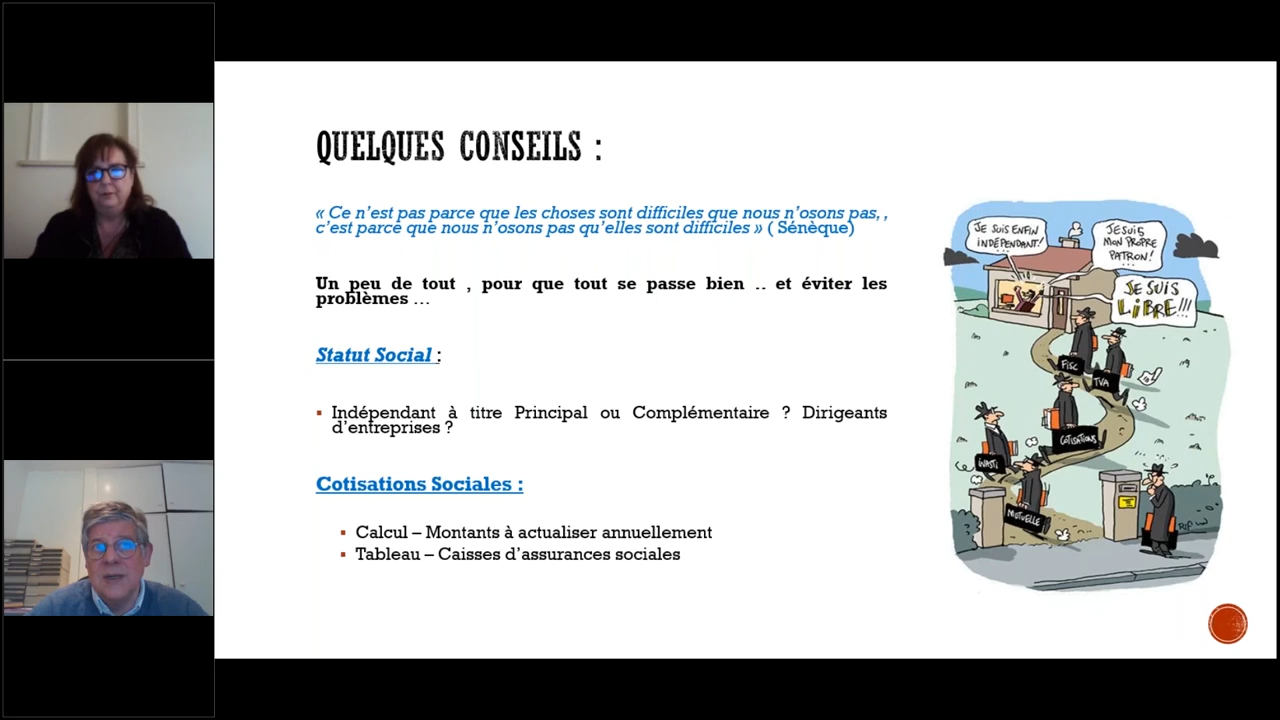 QUELQUES CONSEILS :
« Ce n’est pas parce que les choses sont difficiles que nous n’osons pas, ,
c’est parce que nous n’osons pas qu’elles sont difficiles » ( Sénèque)
Un peu de tout , pour que tout se passe bien .. et éviter les
problèmes …
Statut Social :
▪ Indépendant à titre Principal ou Complémentaire ? Dirigeants
d’entreprises ?
Cotisations Sociales :
▪ Calcul – Montants à actualiser annuellement
▪ Tableau – Caisses d’assurances sociales
JE SUIS ENFIN
INDÉPENDANT!
JE SUIS
MON PROPRE
PATRON!
JE SUIS
LiBRE!!!
FISC
TVA
COTISATIONS
MUTUELLE